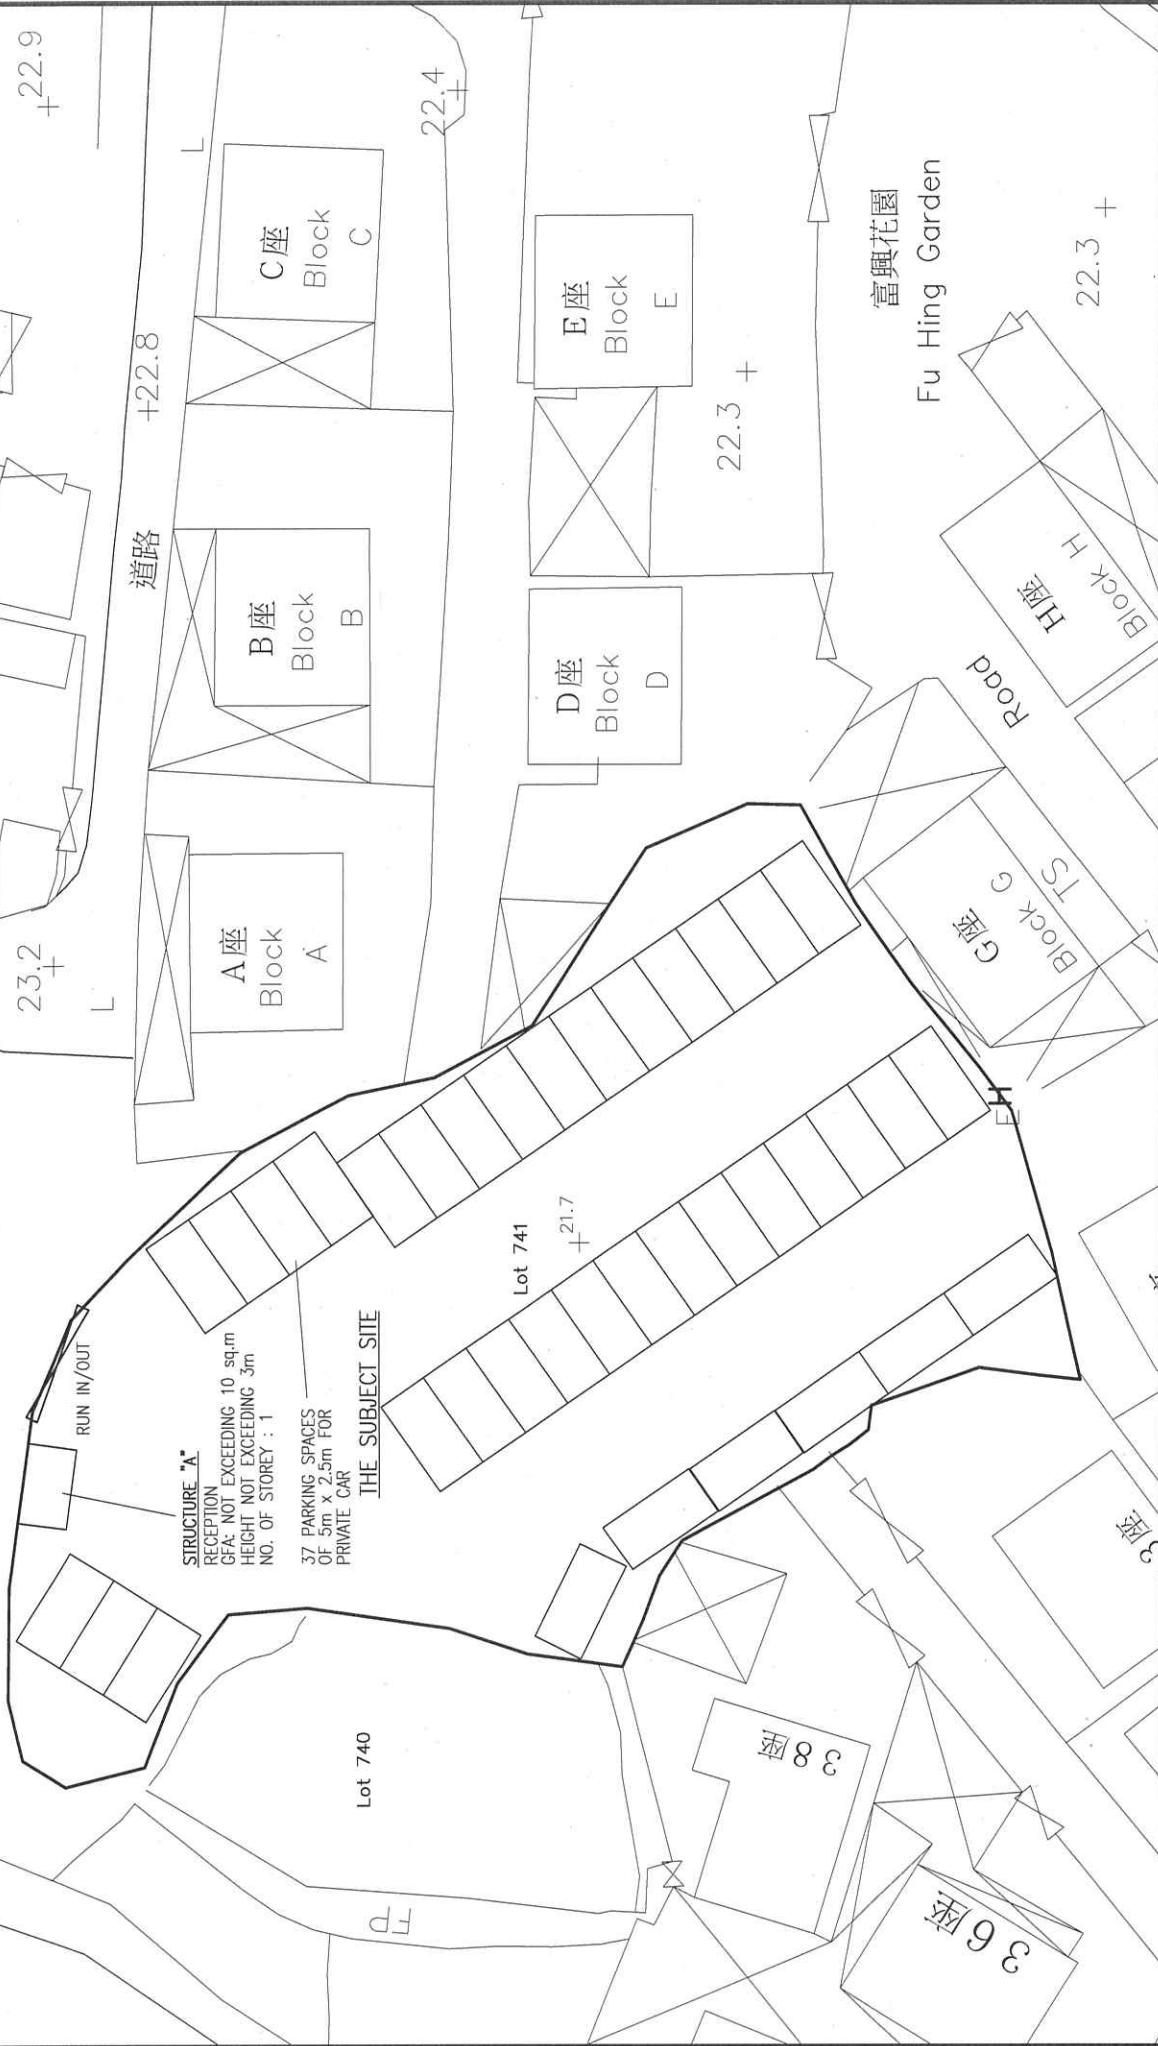 22.9
22.4
L
C座
Block
C
+22.8
道路
B座
Block
B
A座
Block
A
23.2
L
E座
Block
E
22.3
D座
Block
D
富興花園
Fu Hing Garden
22.3
H座
Block H
Road
G座
Block G
TS
RUN IN/OUT
STRUCTURE "A"
RECEPTION
GFA: NOT EXCEEDING 10 sq.m
HEIGHT NOT EXCEEDING 3m
NO. OF STOREY : 1
37 PARKING SPACES
OF 5m x 2.5m FOR
PRIVATE CAR
THE SUBJECT SITE
Lot 741
21.7
Lot 740
Fp
38座
36座
3座